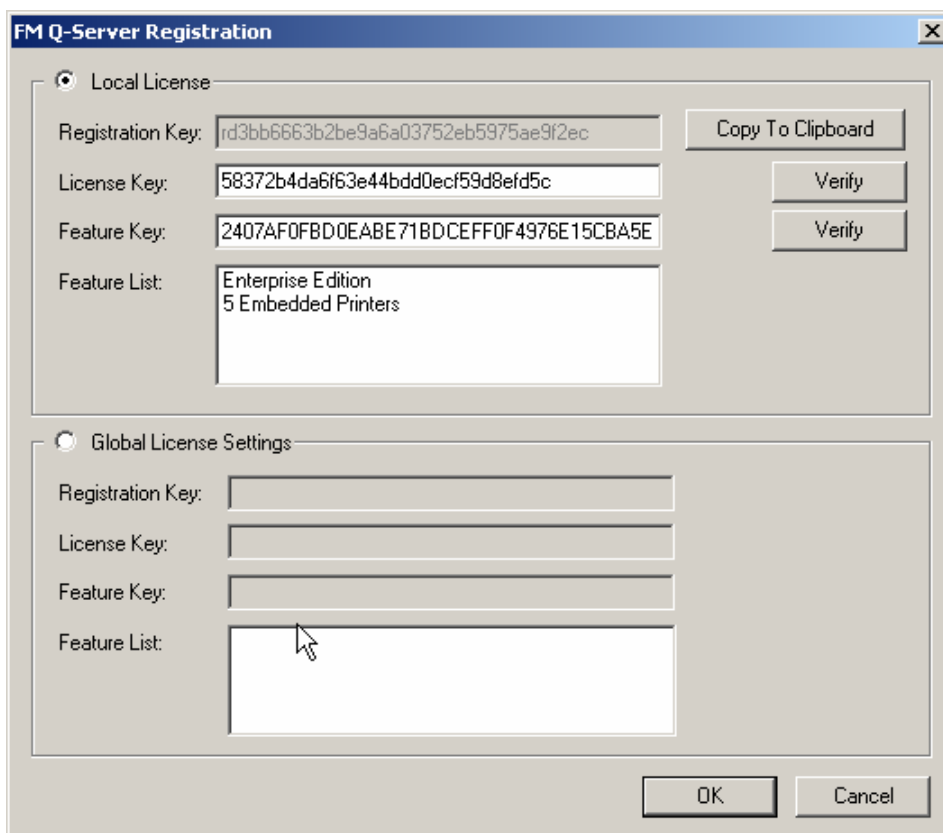 FM Q-Server Registration
Local License
Registration Key: rd3bb6663b2be9a6a03752eb5975ae9f2ec Copy To Clipboard
License Key: 58372b4da6f63e44bdd0ecf59d8efd5c Verify
Feature Key: 2407AF0FBD0EABE71BDCEFF0F4976E15CBA5E Verify
Feature List: Enterprise Edition
5 Embedded Printers
Global License Settings
Registration Key:
License Key:
Feature Key:
Feature List:
OK Cancel